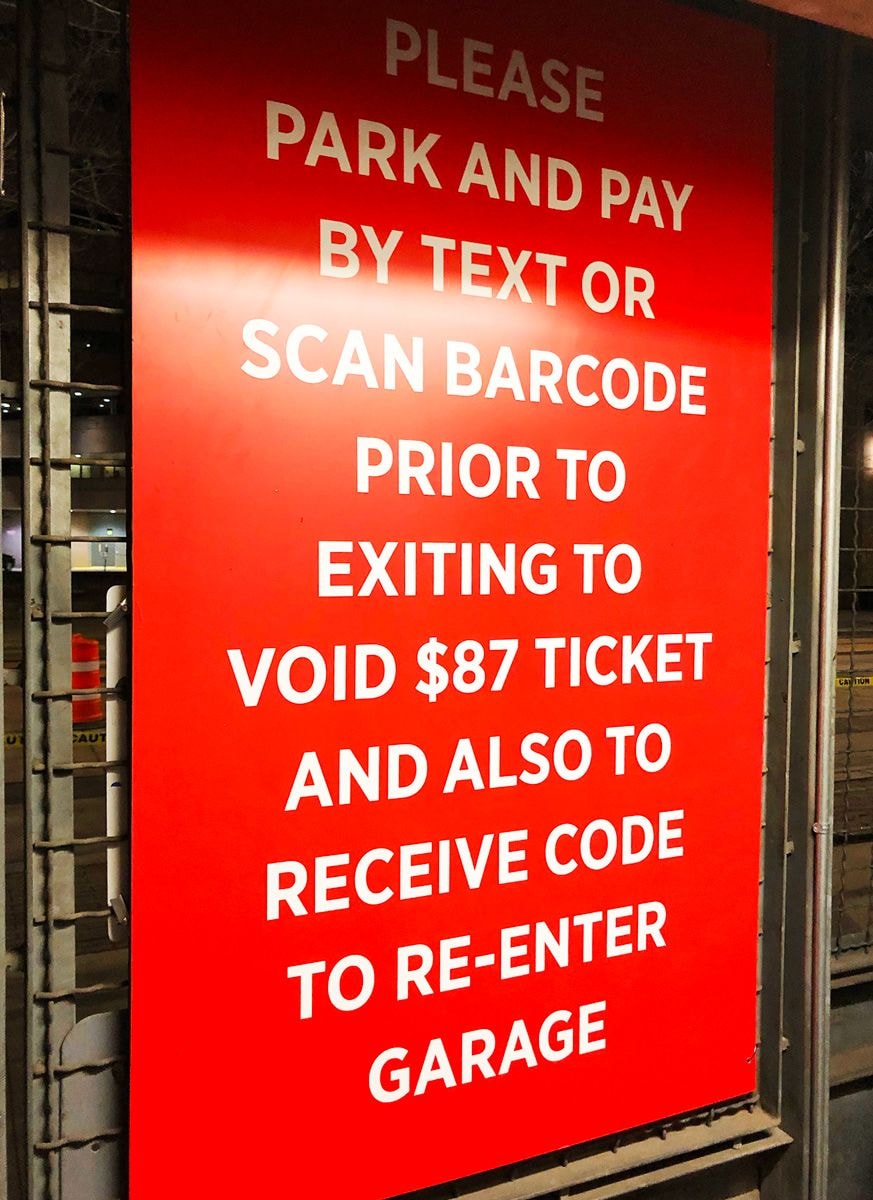 PLEASE
PARK AND PAY
BY TEXT OR
SCAN BARCODE
PRIOR TO
EXITING TO
VOID $87 TICKET
AND ALSO TO
RECEIVE CODE
TO RE-ENTER
GARAGE
CAUTION